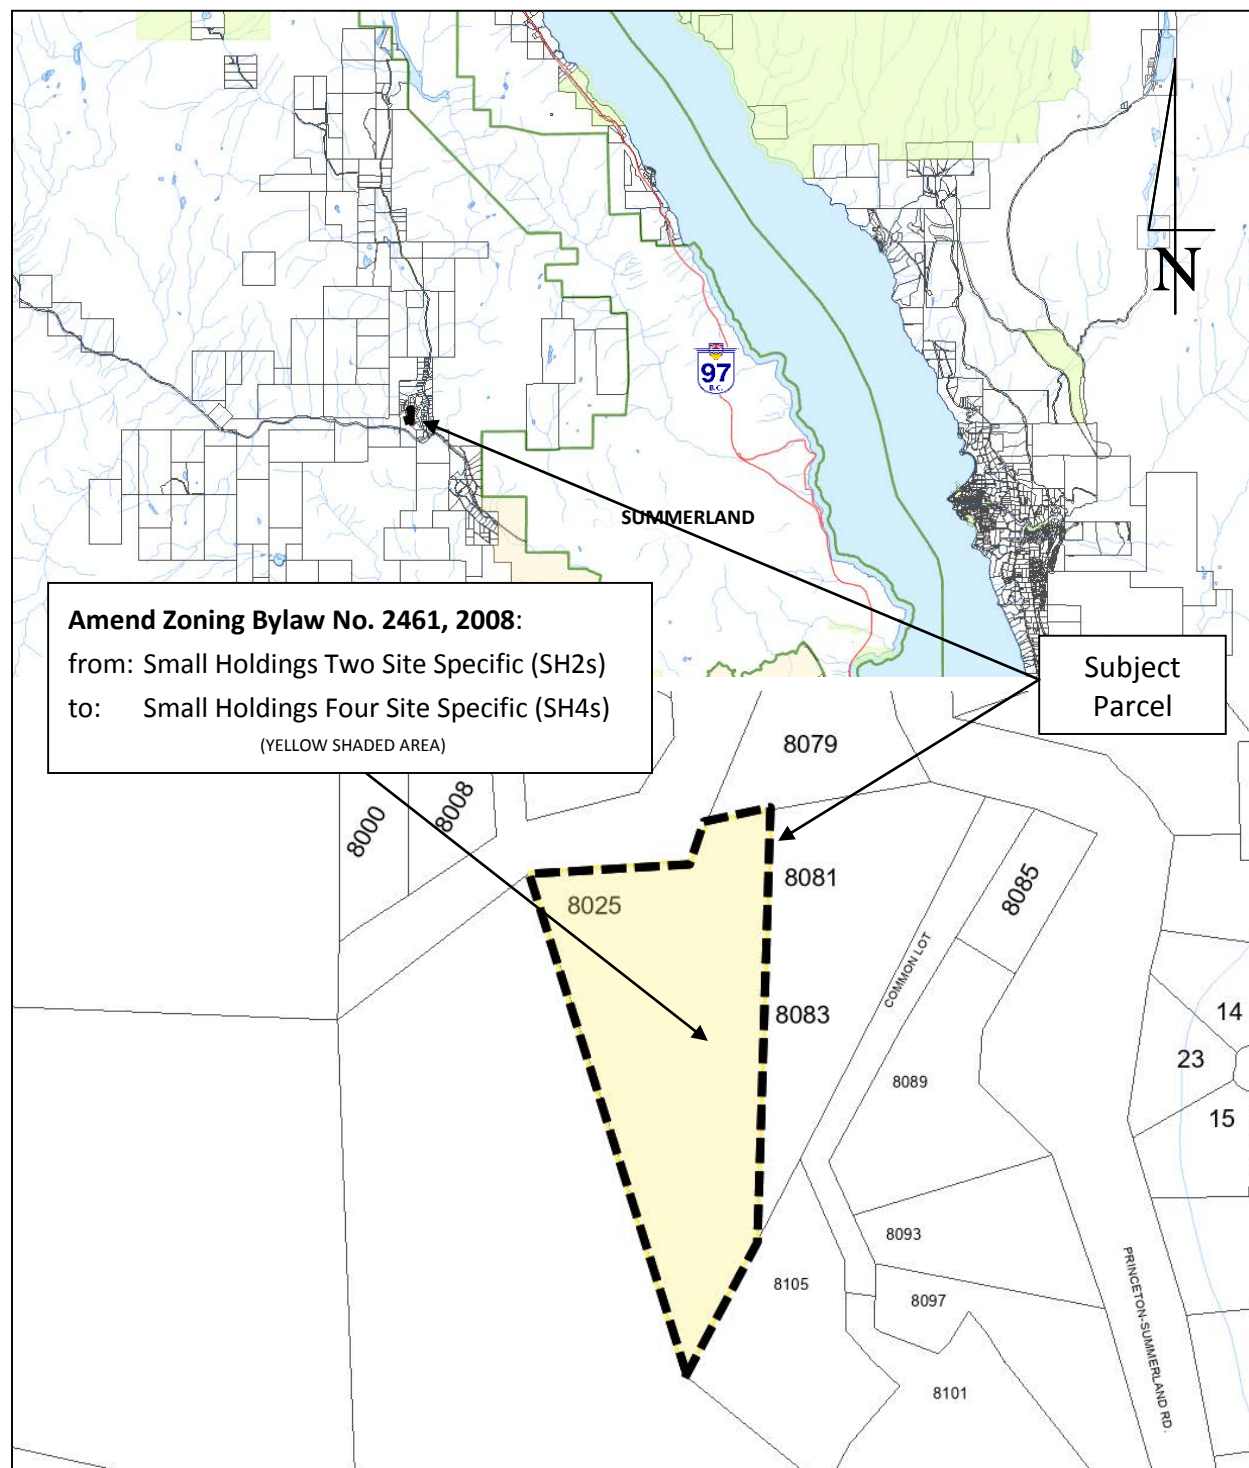 N
97
B.C.
SUMMERLAND
Amend Zoning Bylaw No. 2461, 2008:
from: Small Holdings Two Site Specific (SH2s)
to: Small Holdings Four Site Specific (SH4s)
(YELLOW SHADED AREA)
Subject
Parcel
8079
8000
8008
8025
8081
8085
COMMON LOT
8083
8089
14
23
15
8093
8105
8097
8101
PRINCETON-SUMMERLAND RD.